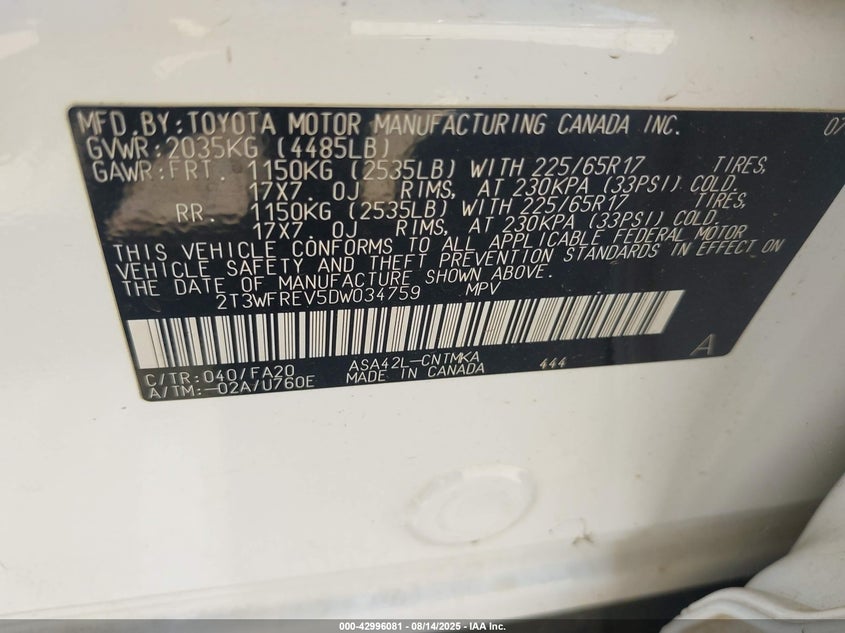 MFD.BY:TOYOTA MOTOR MANUFACTURING CANADA INC. 07
GVWR:2035KG (4485LB)
GAWR:FRT. 1150KG (2535LB) WITH 225/65R17 TIRES,
17X7.0J RIMS, AT 230KPA (33PSI) COLD.
RR. 1150KG (2535LB) WITH 225/65R17 TIRES,
17X7.0J RIMS, AT 230KPA (33PSI) COLD.
THIS VEHICLE CONFORMS TO ALL APPLICABLE FEDERAL MOTOR
VEHICLE SAFETY AND THEFT PREVENTION STANDARDS IN EFFECT ON
THE DATE OF MANUFACTURE SHOWN ABOVE.
2T3WFREV5DW034759 MPV
A
C/TR:040/FA20 ASA42L-CNTMKA 444
A/TM:-02A/U760E MADE IN CANADA
000-42996081 - 08/14/2025 - IAA Inc.